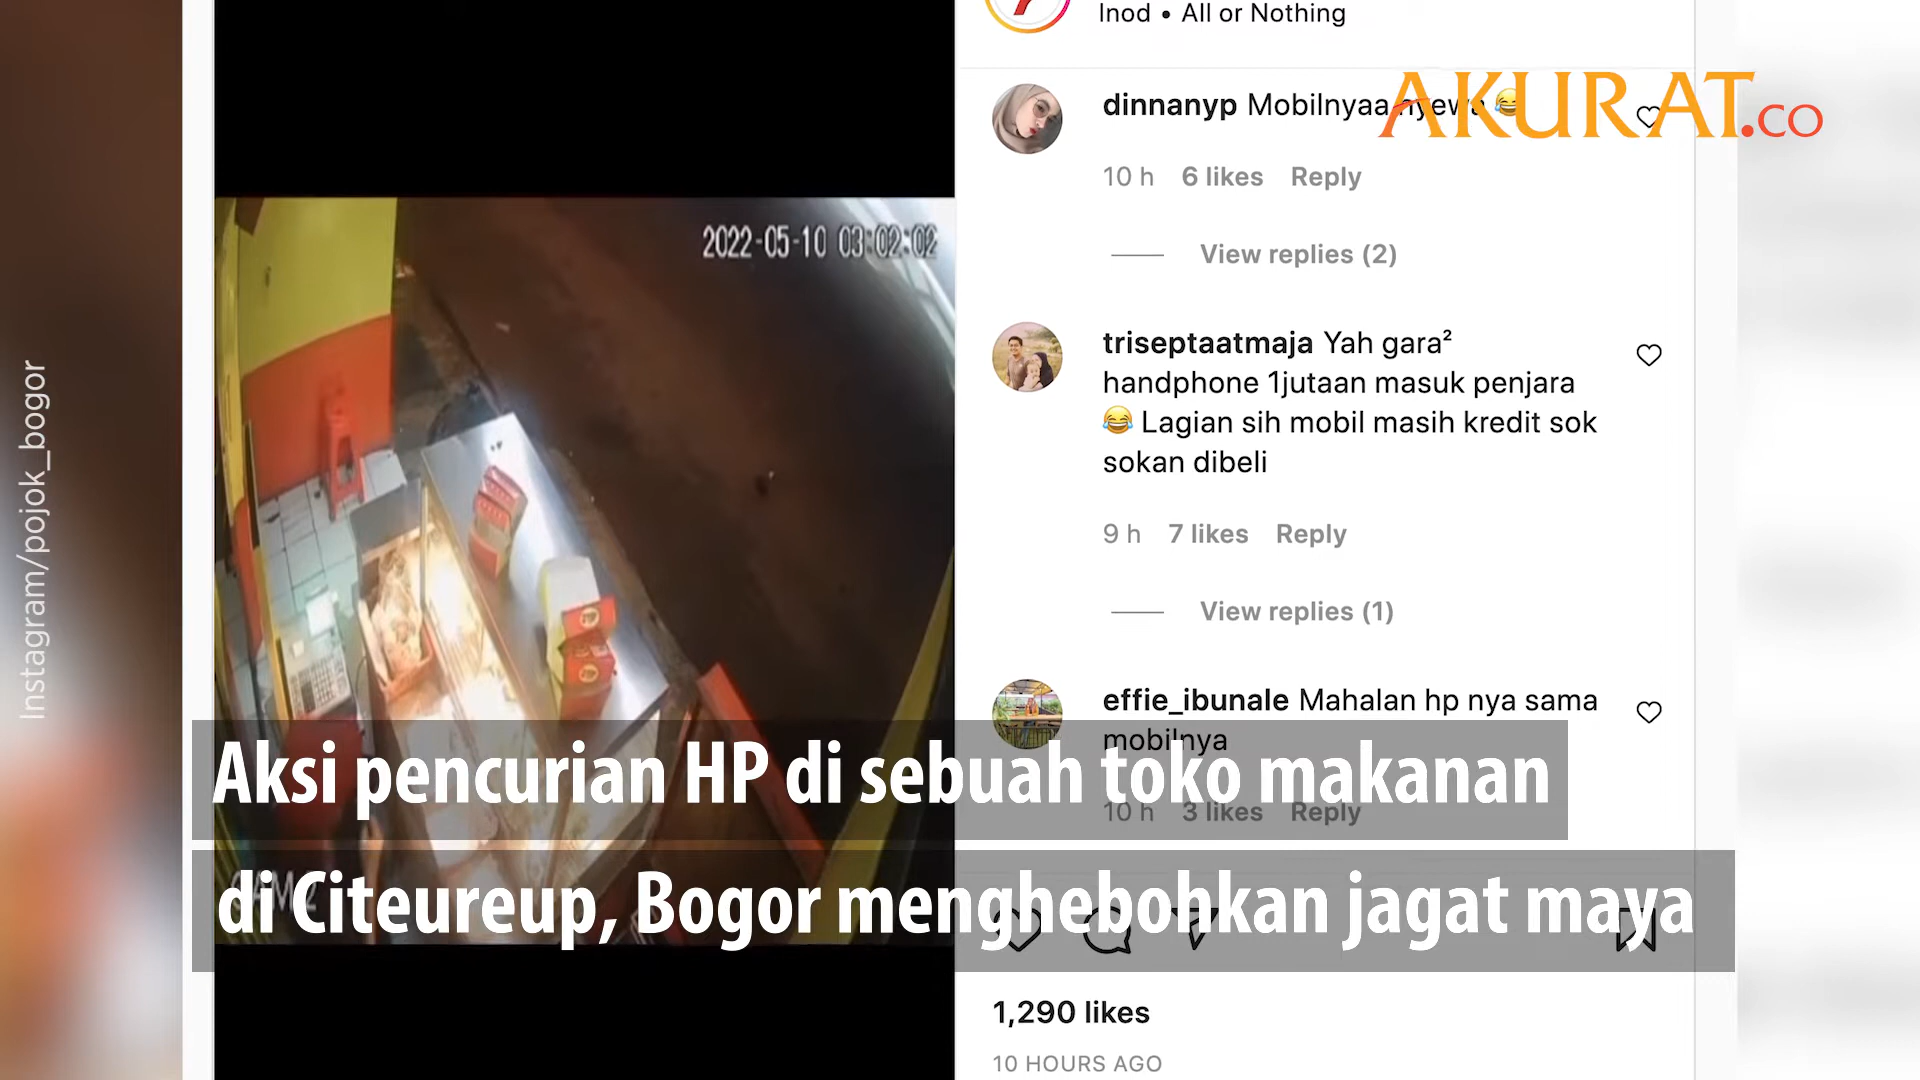 Inod • All or Nothing
AKURAT.co
dinnanyp Mobilnyaa nyewa 😂
10 h 6 likes Reply
View replies (2)
2022-05-10 03:02:02
triseptaatmaja Yah gara²
handphone 1jutaan masuk penjara
😂 Lagian sih mobil masih kredit sok
sokan dibeli
9 h 7 likes Reply
View replies (1)
Instagram/pojok_bogor
effie_ibunale Mahalan hp nya sama
mobilnya
10 h 3 likes Reply
Aksi pencurian HP di sebuah toko makanan
di Citeureup, Bogor menghebohkan jagat maya
1,290 likes
10 HOURS AGO